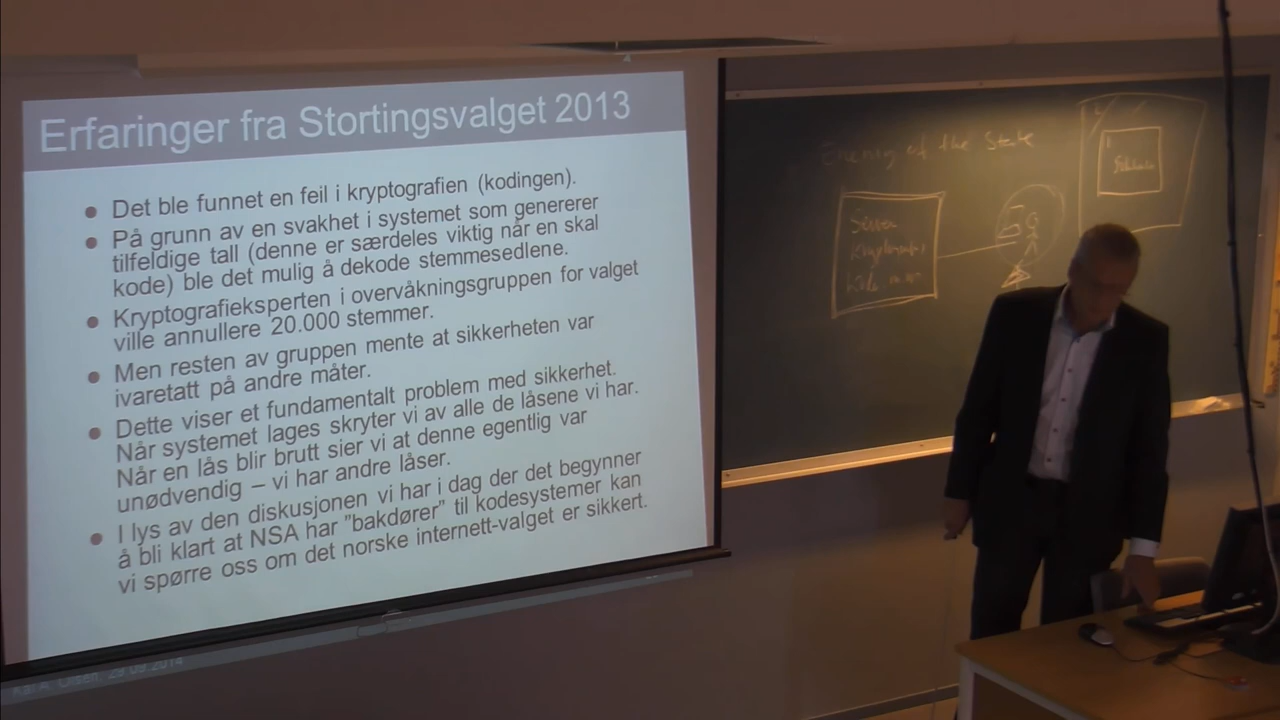 Erfaringer fra Stortingsvalget 2013
• Det ble funnet en feil i kryptografien (kodingen).
• På grunn av en svakhet i systemet som genererer
tilfeldige tall (denne er særdeles viktig når en skal
kode) ble det mulig å dekode stemmesedlene.
• Kryptografieksperten i overvåkningsgruppen for valget
ville annullere 20.000 stemmer.
• Men resten av gruppen mente at sikkerheten var
ivaretatt på andre måter.
• Dette viser et fundamentalt problem med sikkerhet.
Når systemet lages skryter vi av alle de låsene vi har.
Når en lås blir brutt sier vi at denne egentlig var
unødvendig – vi har andre låser.
• I lys av den diskusjonen vi har i dag der det begynner
å bli klart at NSA har ”bakdører” til kodesystemer kan
vi spørre oss om det norske internett-valget er sikkert.
Kai A. Olsen, 29.09.2014
Enemy of the State